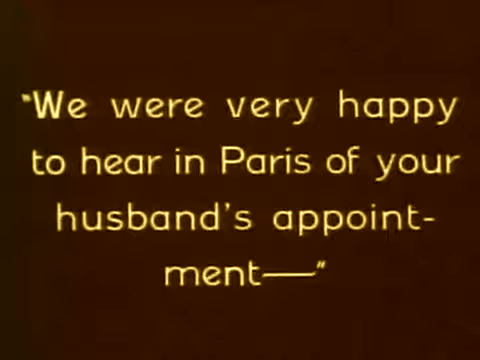 "We were very happy
to hear in Paris of your
husband's appoint-
ment—"